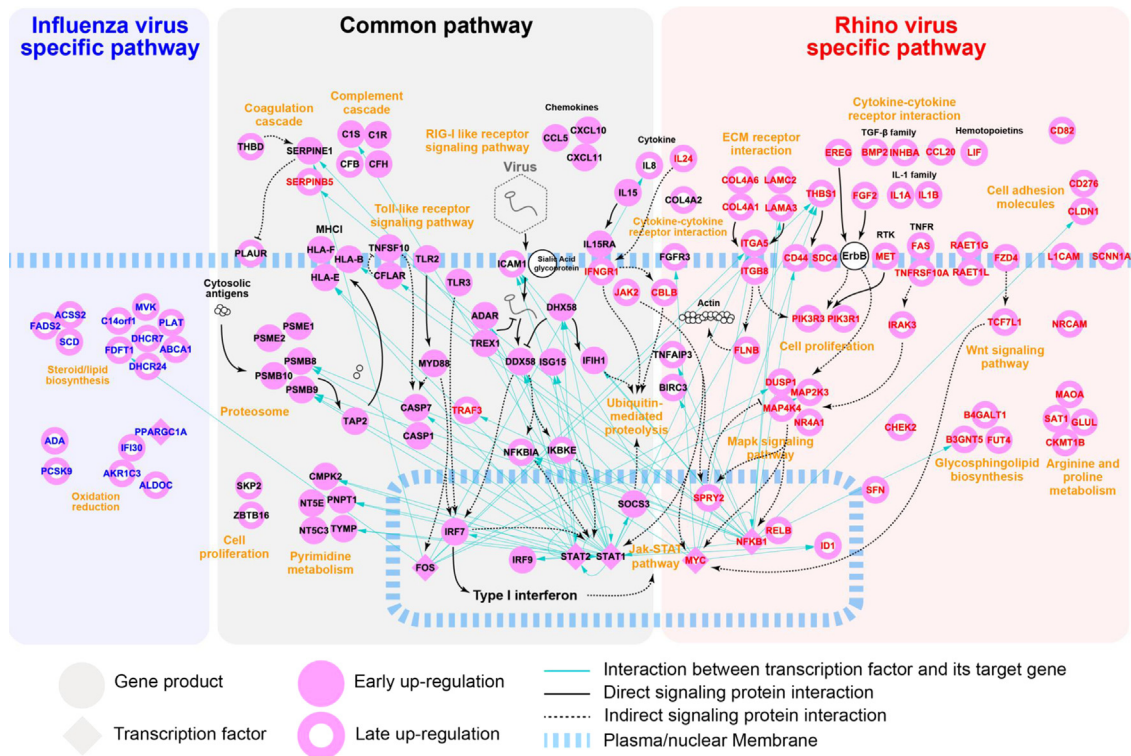 Influenza virus
specific pathway
Common pathway
Rhino virus
specific pathway
Coagulation
cascade
Complement
cascade
RIG-I like receptor
signaling pathway
Chemokines
Cytokine
ECM receptor
interaction
Cytokine-cytokine
receptor interaction
TGF-β family
Hemotopoietins
IL-1 family
THBD
SERPINE1
SERPINB5
C1S
C1R
CFB
CFH
CCL5
CXCL10
CXCL11
IL8
IL24
IL15
COL4A2
COL4A6
LAMC2
COL4A1
LAMA3
THBS1
EREG
BMP2
INHBA
CCL20
LIF
FGF2
IL1A
IL1B
CD82
CD276
CLDN1
Cell adhesion
molecules
Virus
Toll-like receptor
signaling pathway
Cytokine-cytokine
receptor interaction
PLAUR
MHCI
HLA-F
HLA-B
HLA-E
TNFSF10
CFLAR
TLR2
TLR3
ICAM1
Sialic Acid
glycoprotein
IL15RA
IFNGR1
FGFR3
ITGA5
ITGB8
CD44
SDC4
ErbB
RTK
MET
TNFR
FAS
TNFRSF10A
RAET1G
RAET1L
FZD4
L1CAM
SCNN1A
Cytosolic
antigens
ACSS2
FADS2
SCD
MVK
C14orf1
PLAT
DHCR7
FDFT1
ABCA1
DHCR24
Steroid/lipid
biosynthesis
PSME1
PSME2
PSMB8
PSMB10
PSMB9
Proteosome
TAP2
MYD88
ADAR
TREX1
DHX58
DDX58
ISG15
IFIH1
JAK2
CBLB
Actin
FLNB
PIK3R3
PIK3R1
Cell proliferation
IRAK3
TCF7L1
Wnt signaling
pathway
NRCAM
TNFAIP3
BIRC3
Ubiquitin-
mediated
proteolysis
CASP7
CASP1
TRAF3
NFKBIA
IKBKE
DUSP1
MAP2K3
MAP4K4
NR4A1
Mapk signaling
pathway
CHEK2
B4GALT1
B3GNT5
FUT4
Glycosphingolipid
biosynthesis
MAOA
SAT1
GLUL
CKMT1B
Arginine and
proline metabolism
ADA
PCSK9
PPARGC1A
IFI30
AKR1C3
ALDOC
Oxidation
reduction
SKP2
ZBTB16
Cell
proliferation
CMPK2
NT5E
PNPT1
NT5C3
TYMP
Pyrimidine
metabolism
SOCS3
SPRY2
SFN
IRF7
FOS
IRF9
STAT2
STAT1
Jak-STAT
pathway
MYC
NFKB1
RELB
ID1
Type I interferon
Gene product
Transcription factor
Early up-regulation
Late up-regulation
Interaction between transcription factor and its target gene
Direct signaling protein interaction
Indirect signaling protein interaction
Plasma/nuclear Membrane